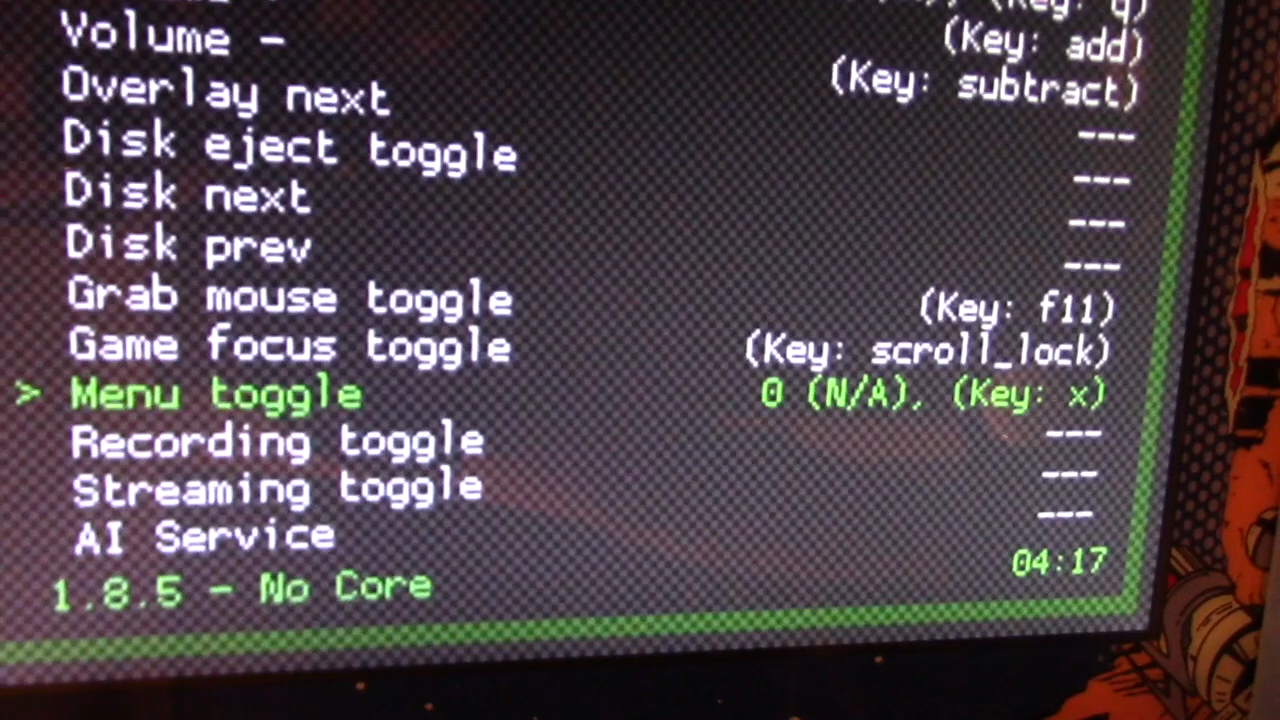 Volume - (Key: add)
Overlay next (Key: subtract)
Disk eject toggle ---
Disk next ---
Disk prev ---
Grab mouse toggle ---
Game focus toggle (Key: f11)
> Menu toggle (Key: scroll_lock)
Recording toggle 0 (N/A), (Key: x)
Streaming toggle ---
AI Service ---
---
1.8.5 - No Core 04:17